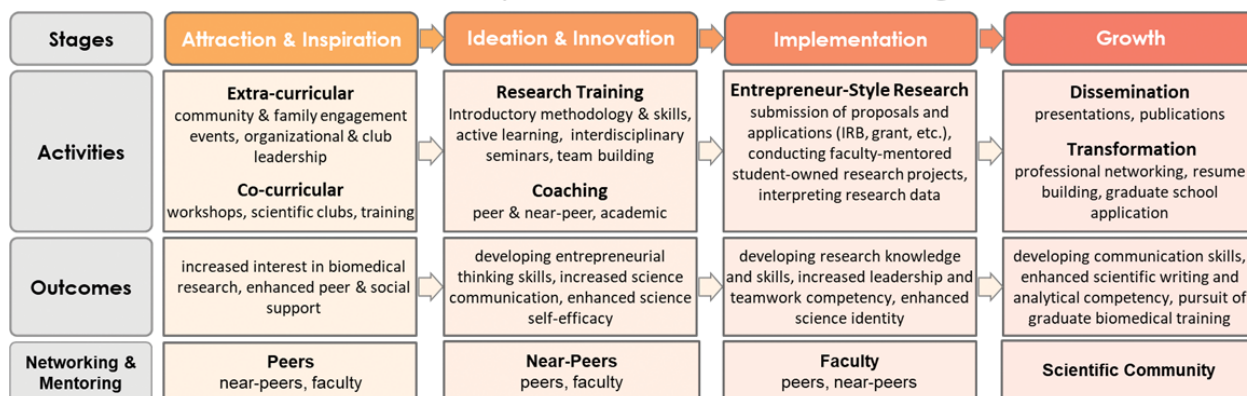 Stages
Attraction & Inspiration
Ideation & Innovation
Implementation
Growth
Activities
Extra-curricular
community & family engagement
events, organizational & club
leadership
Co-curricular
workshops, scientific clubs, training
Research Training
Introductory methodology & skills,
active learning, interdisciplinary
seminars, team building
Coaching
peer & near-peer, academic
Entrepreneur-Style Research
submission of proposals and
applications (IRB, grant, etc.),
conducting faculty-mentored
student-owned research projects,
interpreting research data
Dissemination
presentations, publications
Transformation
professional networking, resume
building, graduate school
application
Outcomes
increased interest in biomedical
research, enhanced peer & social
support
developing entrepreneurial
thinking skills, increased science
communication, enhanced science
self-efficacy
developing research knowledge
and skills, increased leadership and
teamwork competency, enhanced
science identity
developing communication skills,
enhanced scientific writing and
analytical competency, pursuit of
graduate biomedical training
Networking &
Mentoring
Peers
near-peers, faculty
Near-Peers
peers, faculty
Faculty
peers, near-peers
Scientific Community